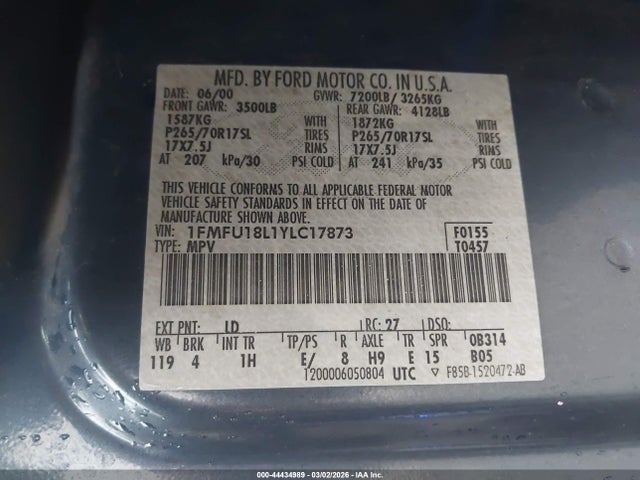 MFD. BY FORD MOTOR CO. IN U.S.A.
DATE: 06/00 GVWR: 7200LB/ 3265KG
FRONT GAWR: 3500LB REAR GAWR: 4128LB
1587KG WITH 1872KG WITH
P265/70R17SL TIRES P265/70R17SL TIRES
17X7.5J RIMS 17X7.5J RIMS
AT 207 kPa/30 PSI COLD AT 241 kPa/35 PSI COLD
THIS VEHICLE CONFORMS TO ALL APPLICABLE FEDERAL MOTOR
VEHICLE SAFETY STANDARDS IN EFFECT ON THE DATE OF
MANUFACTURE SHOWN ABOVE.
VIN: 1FMFU18L1YLC17873 F0155
TYPE: MPV T0457
EXT PNT: LD RC: 27 DSO:
WB BRK INT TR TP/PS R AXLE TR SPR 0B314
119 4 1H E/ 8 H9 E 15 B05
1200006050804 UTC ▽ F85B-1520472-AB
000-44434989 | 03/02/2026 | IAA Inc.